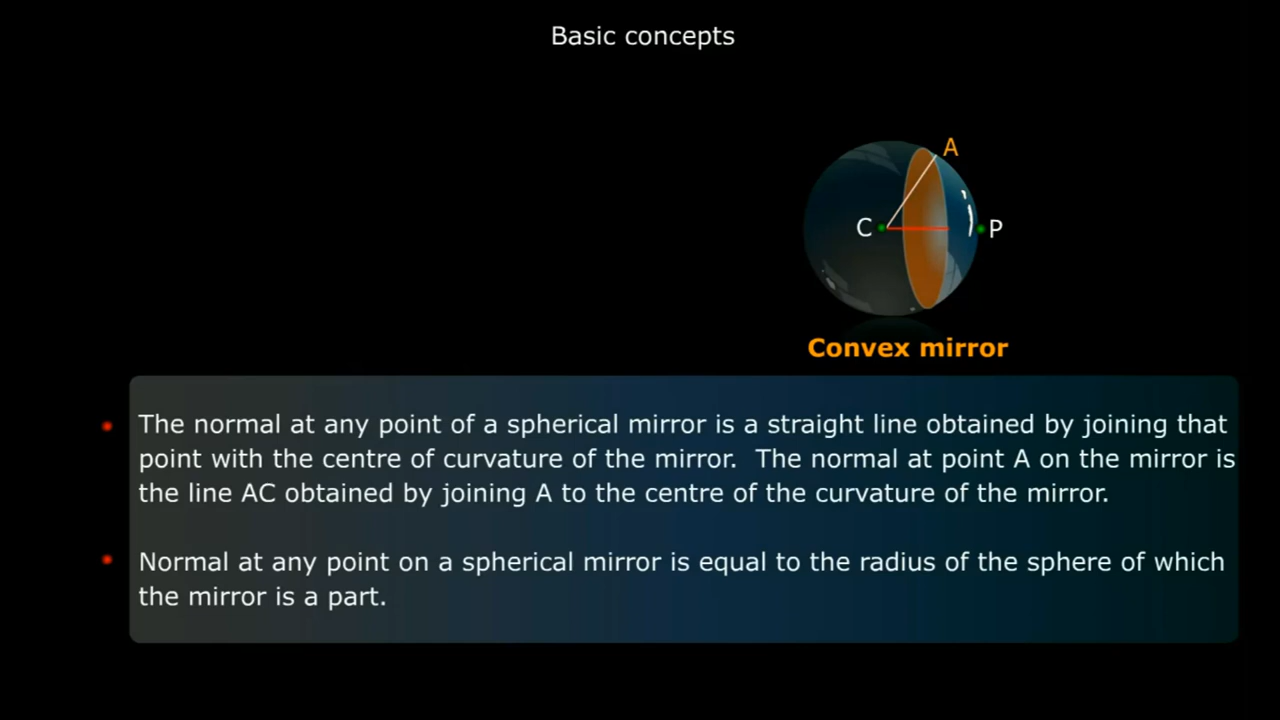 Basic concepts
A
C
P
Convex mirror
The normal at any point of a spherical mirror is a straight line obtained by joining that
point with the centre of curvature of the mirror.  The normal at point A on the mirror is
the line AC obtained by joining A to the centre of the curvature of the mirror.
Normal at any point on a spherical mirror is equal to the radius of the sphere of which
the mirror is a part.